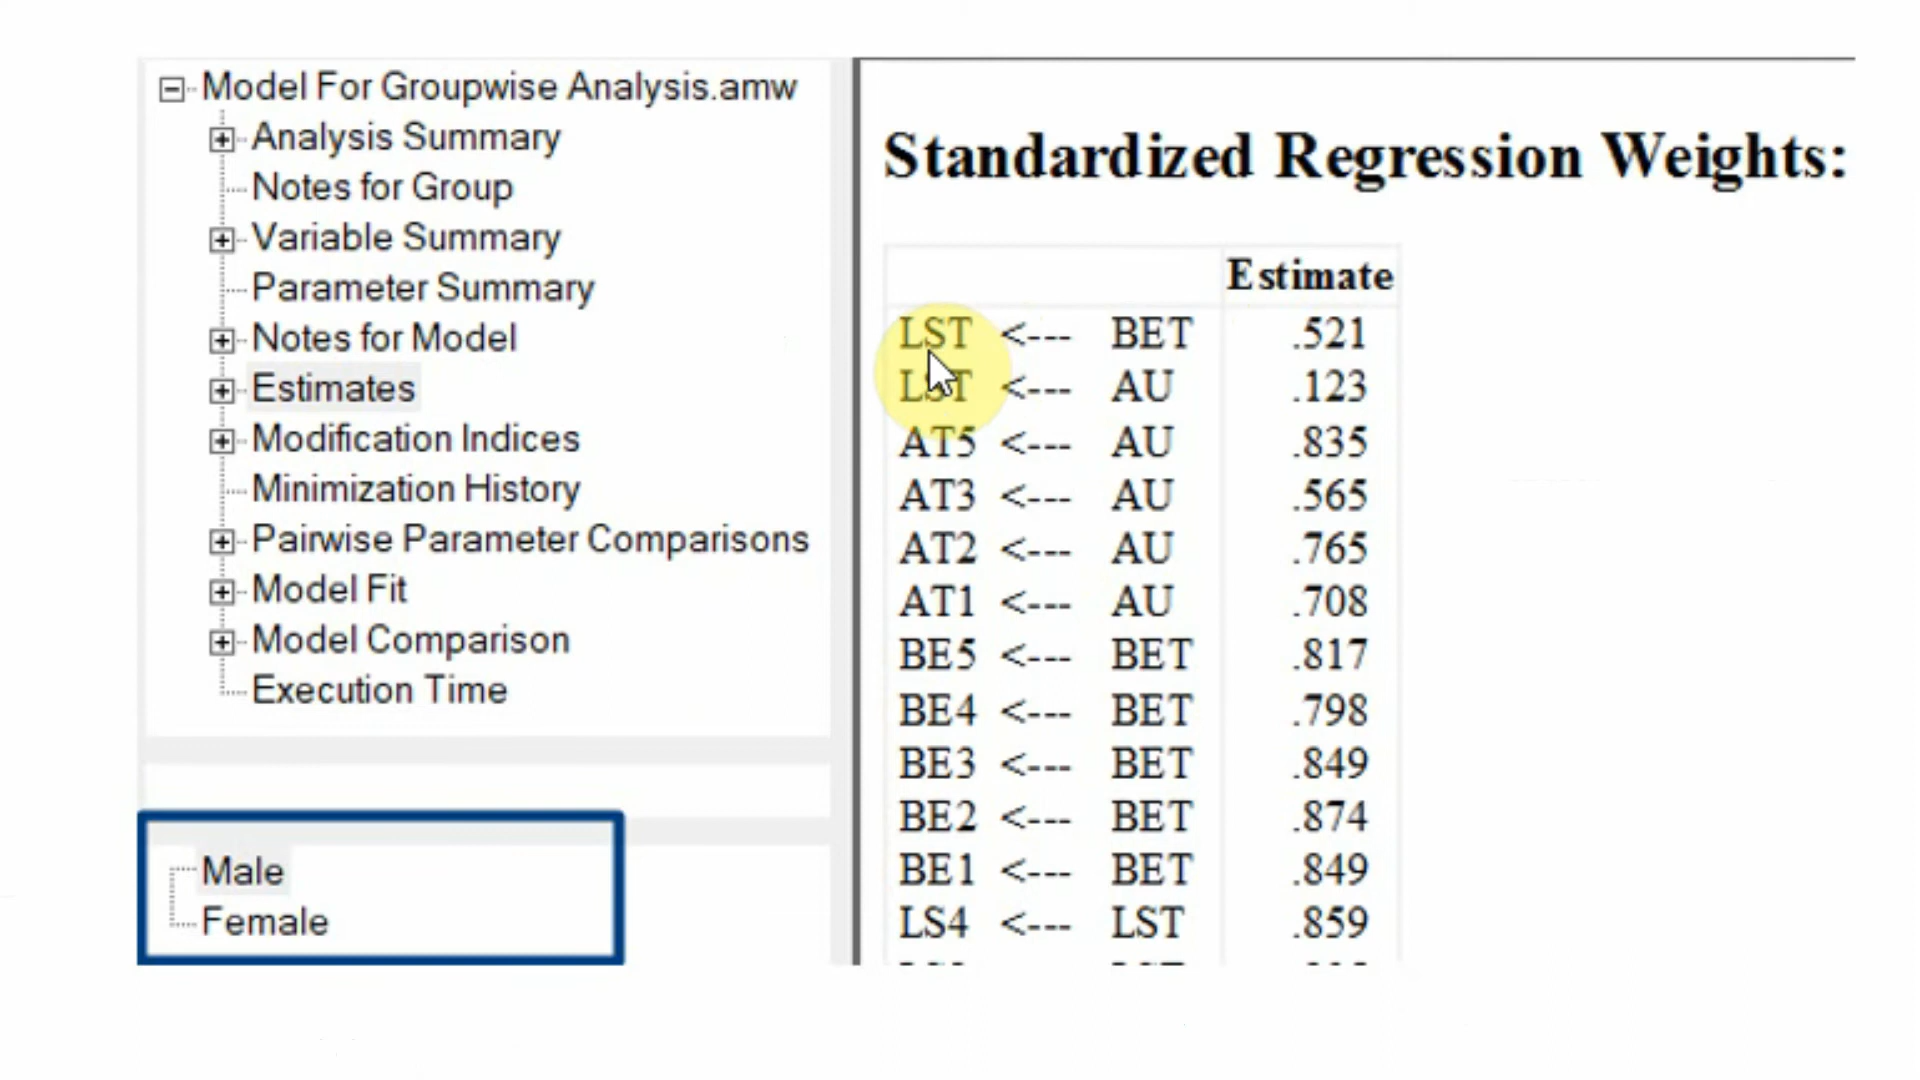 Model For Groupwise Analysis.amw
Analysis Summary
Notes for Group
Variable Summary
Parameter Summary
Notes for Model
Estimates
Modification Indices
Minimization History
Pairwise Parameter Comparisons
Model Fit
Model Comparison
Execution Time
Male
Female
Standardized Regression Weights:
Estimate
LST <--- BET .521
LST <--- AU .123
AT5 <--- AU .835
AT3 <--- AU .565
AT2 <--- AU .765
AT1 <--- AU .708
BE5 <--- BET .817
BE4 <--- BET .798
BE3 <--- BET .849
BE2 <--- BET .874
BE1 <--- BET .849
LS4 <--- LST .859